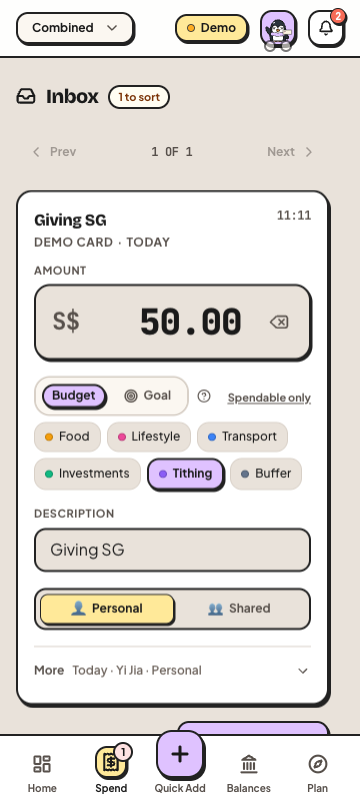 Combined
Demo
2
Inbox
1 to sort
Prev
1 OF 1
Next
Giving SG
11:11
DEMO CARD · TODAY
AMOUNT
S$ 50.00
Budget
Goal
Spendable only
Food
Lifestyle
Transport
Investments
Tithing
Buffer
DESCRIPTION
Giving SG
Personal
Shared
More Today · Yi Jia · Personal
1
Home
Spend
Quick Add
Balances
Plan